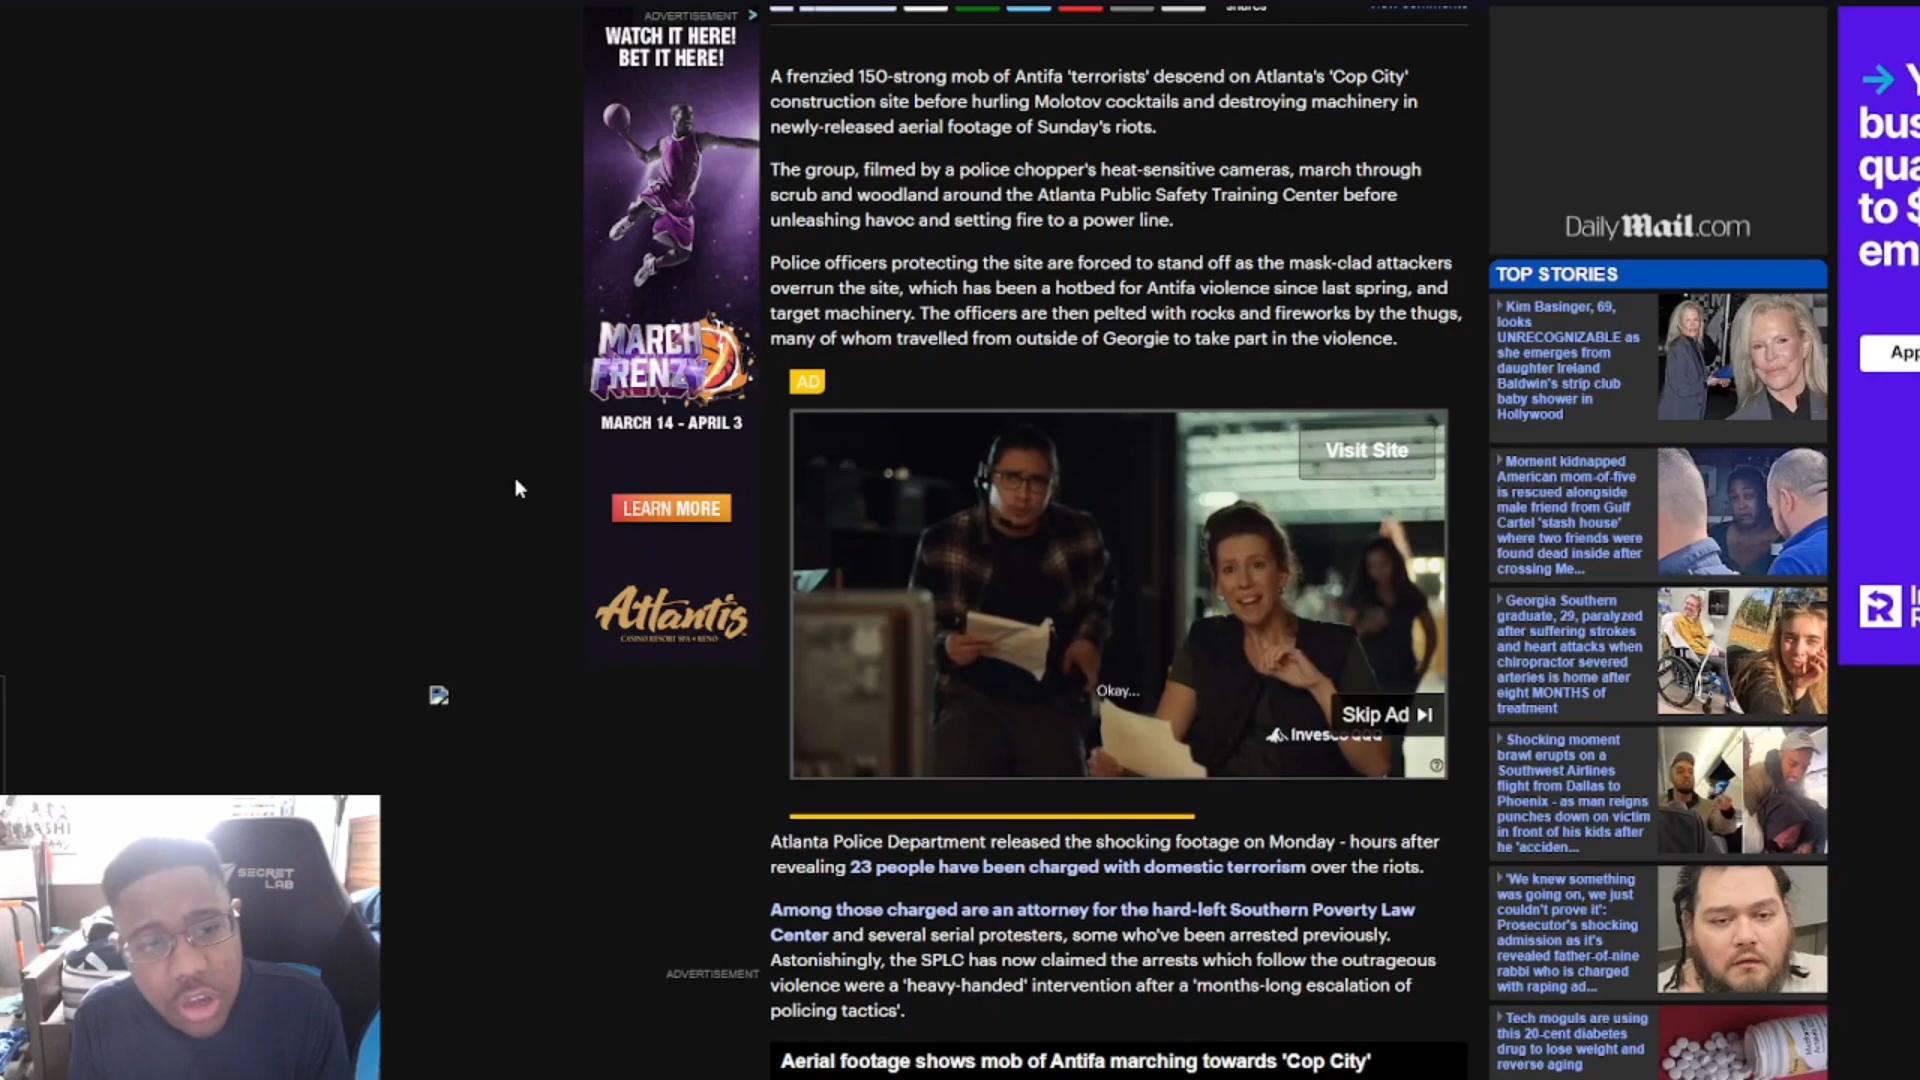 ADVERTISEMENT
WATCH IT HERE!
BET IT HERE!
MARCH
FRENZY
MARCH 14 - APRIL 3
LEARN MORE
Atlantis
CASINO RESORT SPA • RENO
ADVERTISEMENT
shares
A frenzied 150-strong mob of Antifa 'terrorists' descend on Atlanta's 'Cop City'
construction site before hurling Molotov cocktails and destroying machinery in
newly-released aerial footage of Sunday's riots.
The group, filmed by a police chopper's heat-sensitive cameras, march through
scrub and woodland around the Atlanta Public Safety Training Center before
unleashing havoc and setting fire to a power line.
Police officers protecting the site are forced to stand off as the mask-clad attackers
overrun the site, which has been a hotbed for Antifa violence since last spring, and
target machinery. The officers are then pelted with rocks and fireworks by the thugs,
many of whom travelled from outside of Georgie to take part in the violence.
AD
Visit Site
Okay...
Skip Ad
Invesco QQQ
Atlanta Police Department released the shocking footage on Monday - hours after
revealing 23 people have been charged with domestic terrorism over the riots.
Among those charged are an attorney for the hard-left Southern Poverty Law
Center and several serial protesters, some who've been arrested previously.
Astonishingly, the SPLC has now claimed the arrests which follow the outrageous
violence were a 'heavy-handed' intervention after a 'months-long escalation of
policing tactics'.
Aerial footage shows mob of Antifa marching towards 'Cop City'
DailyMail.com
TOP STORIES
Kim Basinger, 69,
looks
UNRECOGNIZABLE as
she emerges from
daughter Ireland
Baldwin's strip club
baby shower in
Hollywood
Moment kidnapped
American mom-of-five
is rescued alongside
male friend from Gulf
Cartel 'stash house'
where two friends were
found dead inside after
crossing Me...
Georgia Southern
graduate, 29, paralyzed
after suffering strokes
and heart attacks when
chiropractor severed
arteries is home after
eight MONTHS of
treatment
Shocking moment
brawl erupts on a
Southwest Airlines
flight from Dallas to
Phoenix - as man reigns
punches down on victim
in front of his kids after
he 'acciden...
'We knew something
was going on, we just
couldn't prove it':
Prosecutor's shocking
admission as it's
revealed father-of-nine
rabbi who is charged
with raping ad...
Tech moguls are using
this 20-cent diabetes
drug to lose weight and
reverse aging
Y
bus
qua
to $
em
App
SECRET
LAB